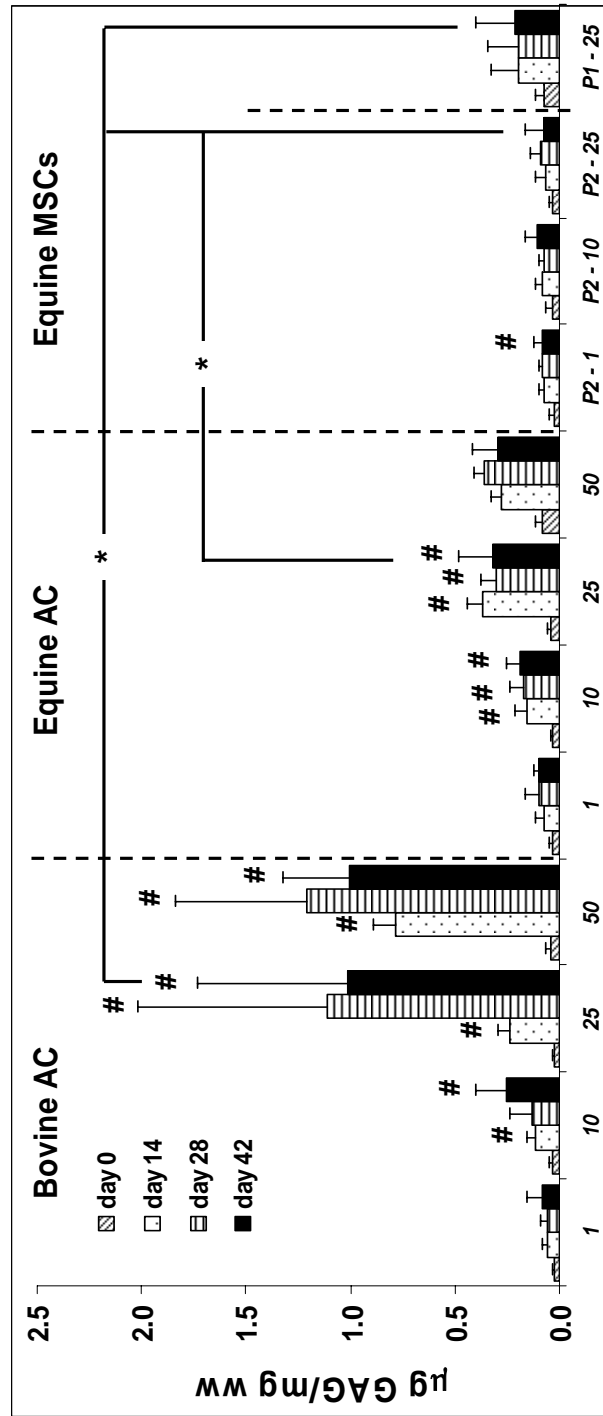 Bovine AC
Equine AC
Equine MSCs
day 0
day 14
day 28
day 42
µg GAG/mg ww
2.5
2.0
1.5
1.0
0.5
0.0
*
*
# # # # # # # # # # # # # # #
1 10 25 50 1 10 25 50 P2 - 1 P2 - 10 P2 - 25 P1 - 25